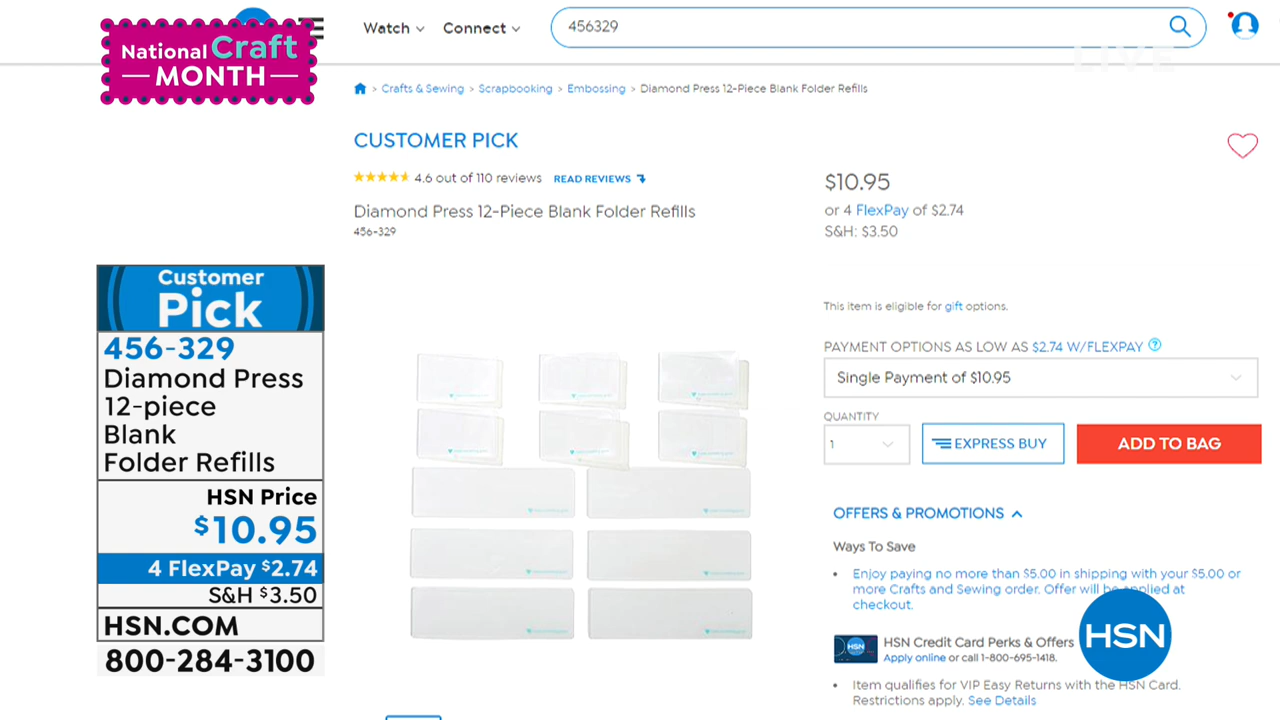 National Craft
MONTH
Watch
Connect
456329
LIVE
> Crafts & Sewing > Scrapbooking > Embossing > Diamond Press 12-Piece Blank Folder Refills
CUSTOMER PICK
4.6 out of 110 reviews
READ REVIEWS
Diamond Press 12-Piece Blank Folder Refills
456-329
$10.95
or 4 FlexPay of $2.74
S&H: $3.50
This item is eligible for gift options.
PAYMENT OPTIONS AS LOW AS $2.74 W/FLEXPAY ?
Single Payment of $10.95
QUANTITY
1
EXPRESS BUY
ADD TO BAG
OFFERS & PROMOTIONS
Ways To Save
• Enjoy paying no more than $5.00 in shipping with your $5.00 or
more Crafts and Sewing order. Offer will be applied at
checkout.
HSN
HSN Credit Card Perks & Offers
Apply online or call 1-800-695-1418.
• Item qualifies for VIP Easy Returns with the HSN Card.
Restrictions apply. See Details
HSN
Customer
Pick
456-329
Diamond Press
12-piece
Blank
Folder Refills
HSN Price
$10.95
4 FlexPay $2.74
S&H $3.50
HSN.COM
800-284-3100